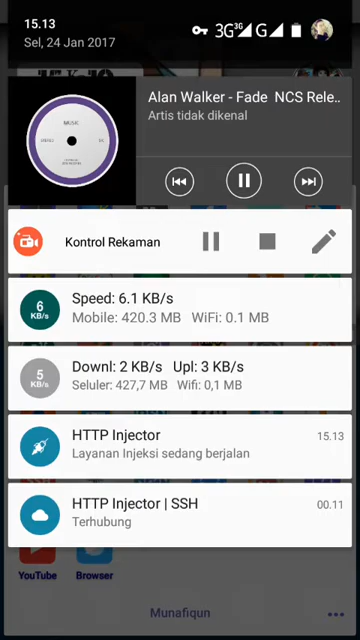 15.13
Sel, 24 Jan 2017
3G 3G G
MUSIC
Alan Walker - Fade NCS Rele..
Artis tidak dikenal
Kontrol Rekaman
6
KB/s
Speed: 6.1 KB/s
Mobile: 420.3 MB WiFi: 0.1 MB
5
KB/s
Downl: 2 KB/s Upl: 3 KB/s
Seluler: 427,7 MB Wifi: 0,1 MB
HTTP Injector 15.13
Layanan Injeksi sedang berjalan
HTTP Injector | SSH 00.11
Terhubung
YouTube Browser
Munafiqun